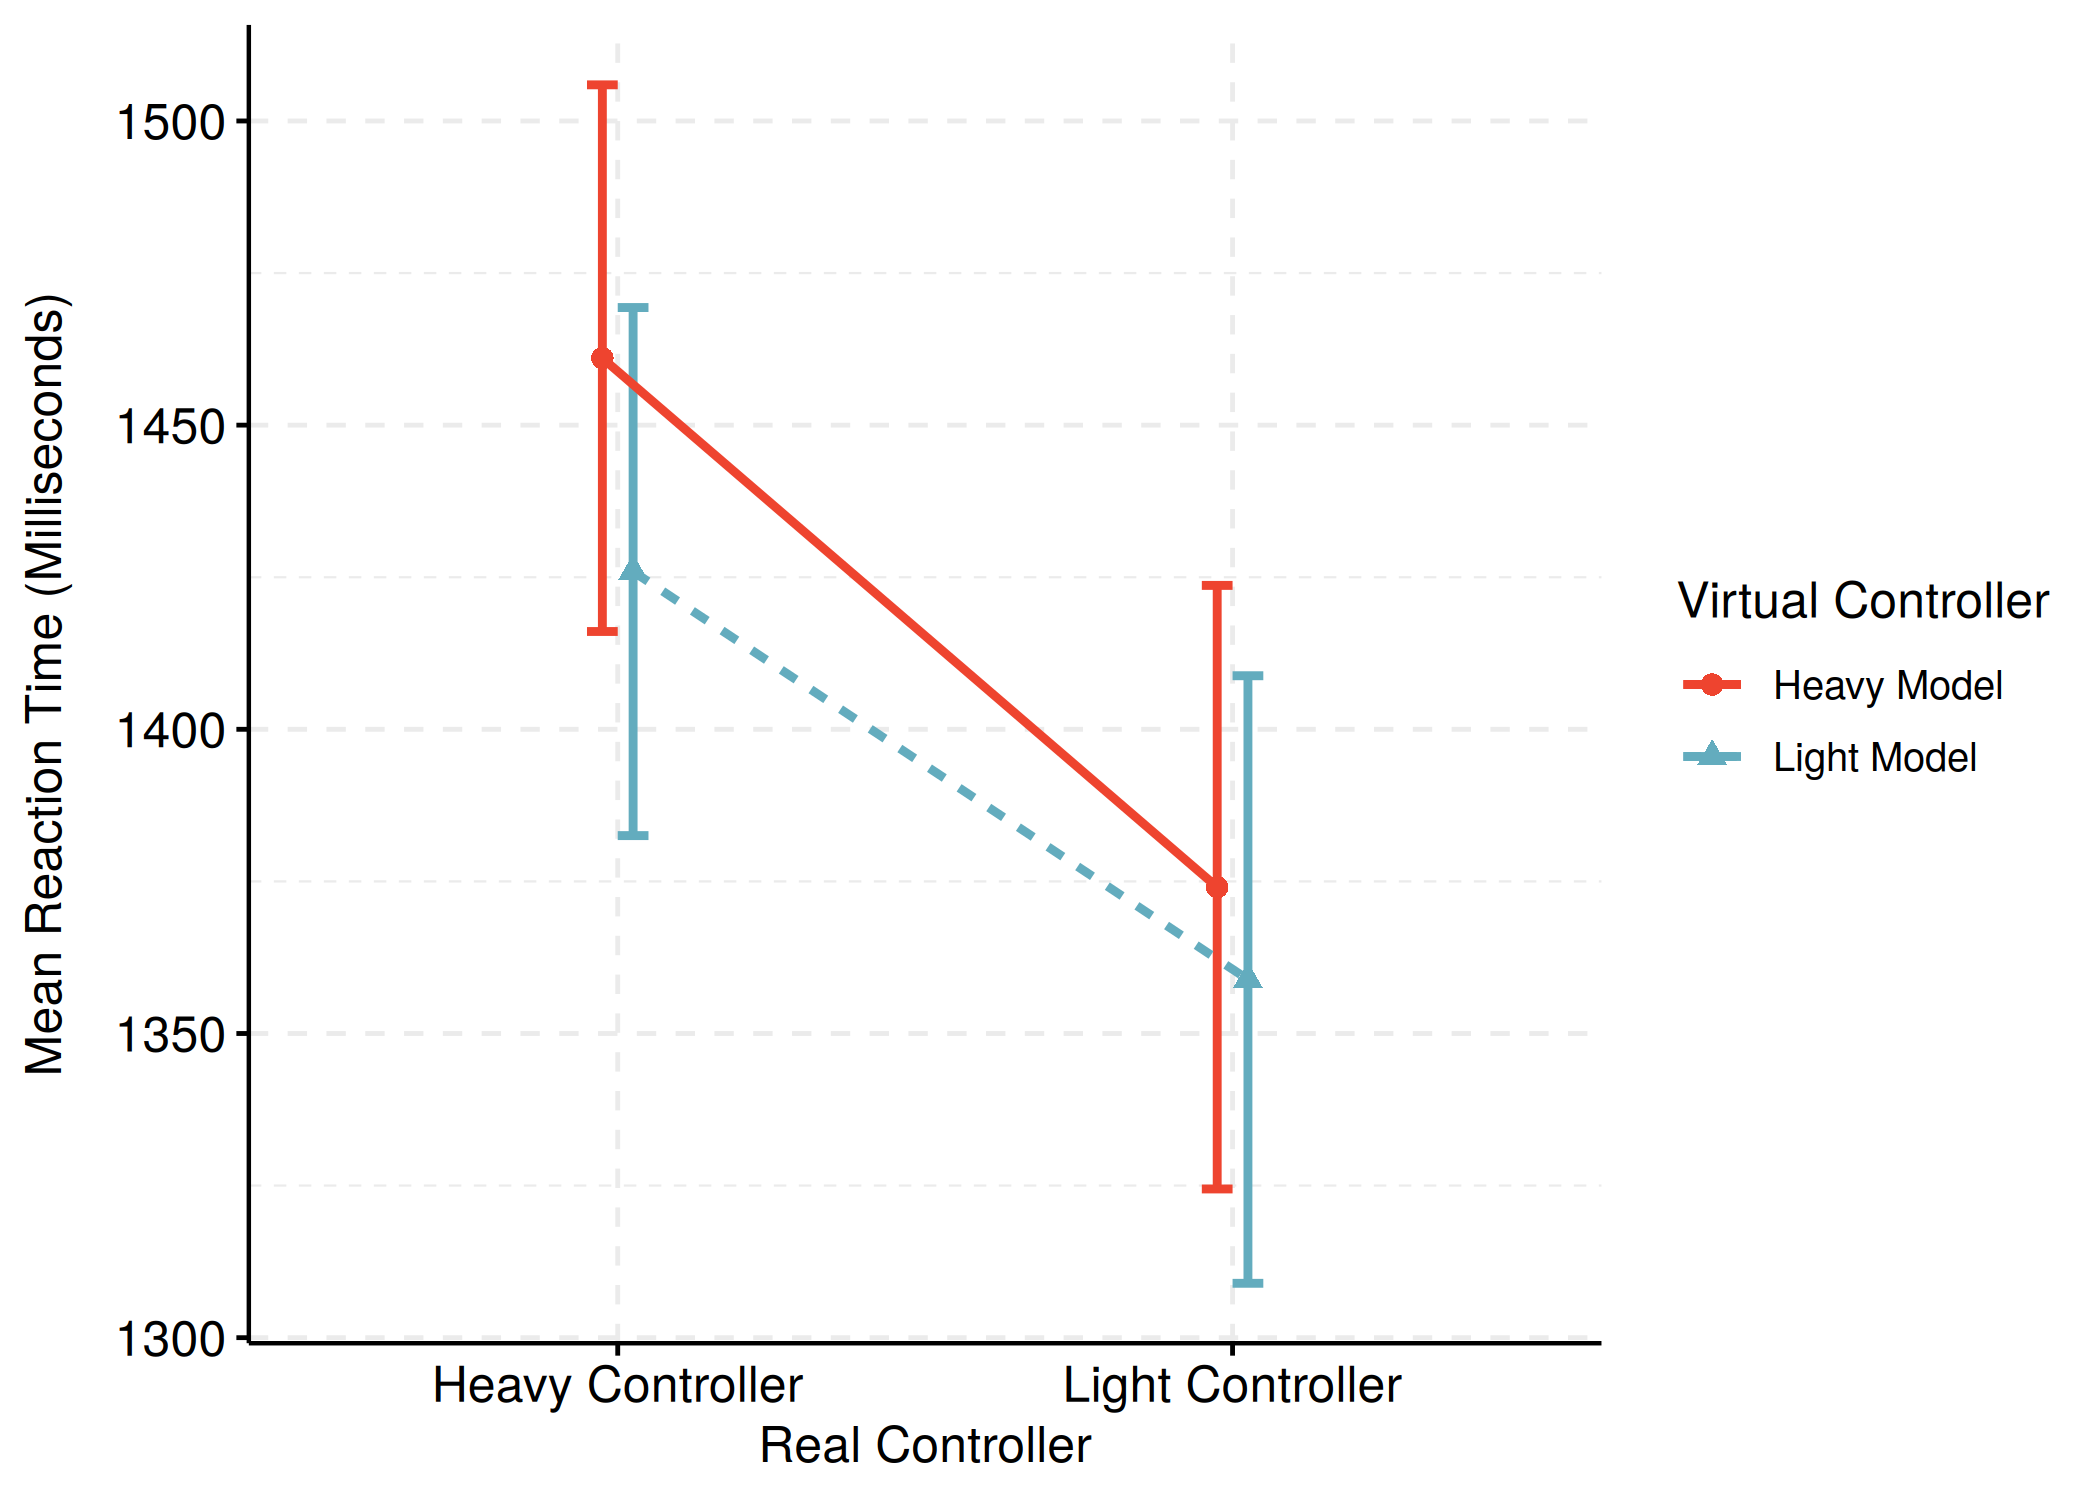 Mean Reaction Time (Milliseconds)
1500
1450
1400
1350
1300
Heavy Controller
Light Controller
Real Controller
Virtual Controller
Heavy Model
Light Model